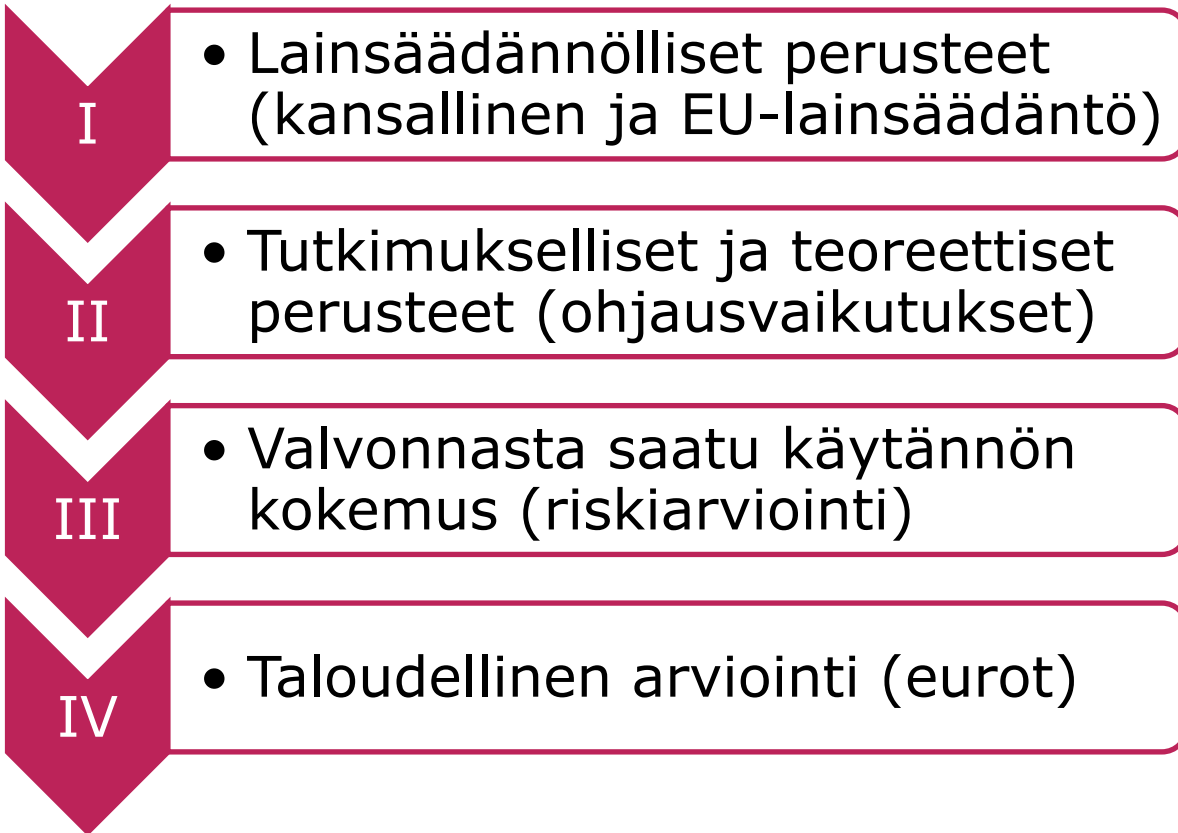 I
• Lainsäädännölliset perusteet
(kansallinen ja EU-lainsäädäntö)
II
• Tutkimukselliset ja teoreettiset
perusteet (ohjausvaikutukset)
III
• Valvonnasta saatu käytännön
kokemus (riskiarviointi)
IV
• Taloudellinen arviointi (eurot)